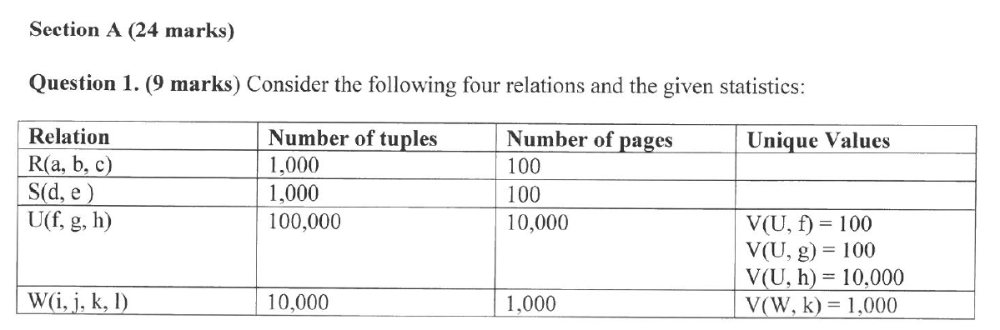 Section A (24 marks)
Question 1. (9 marks) Consider the following four relations and the given statistics:
Relation Number of tuples Number of pages Unique Values
R(a, b, c) 1,000 100
S(d, e ) 1,000 100
U(f, g, h) 100,000 10,000 V(U, f) = 100
V(U, g) = 100
V(U, h) = 10,000
W(i, j, k, l) 10,000 1,000 V(W, k) = 1,000